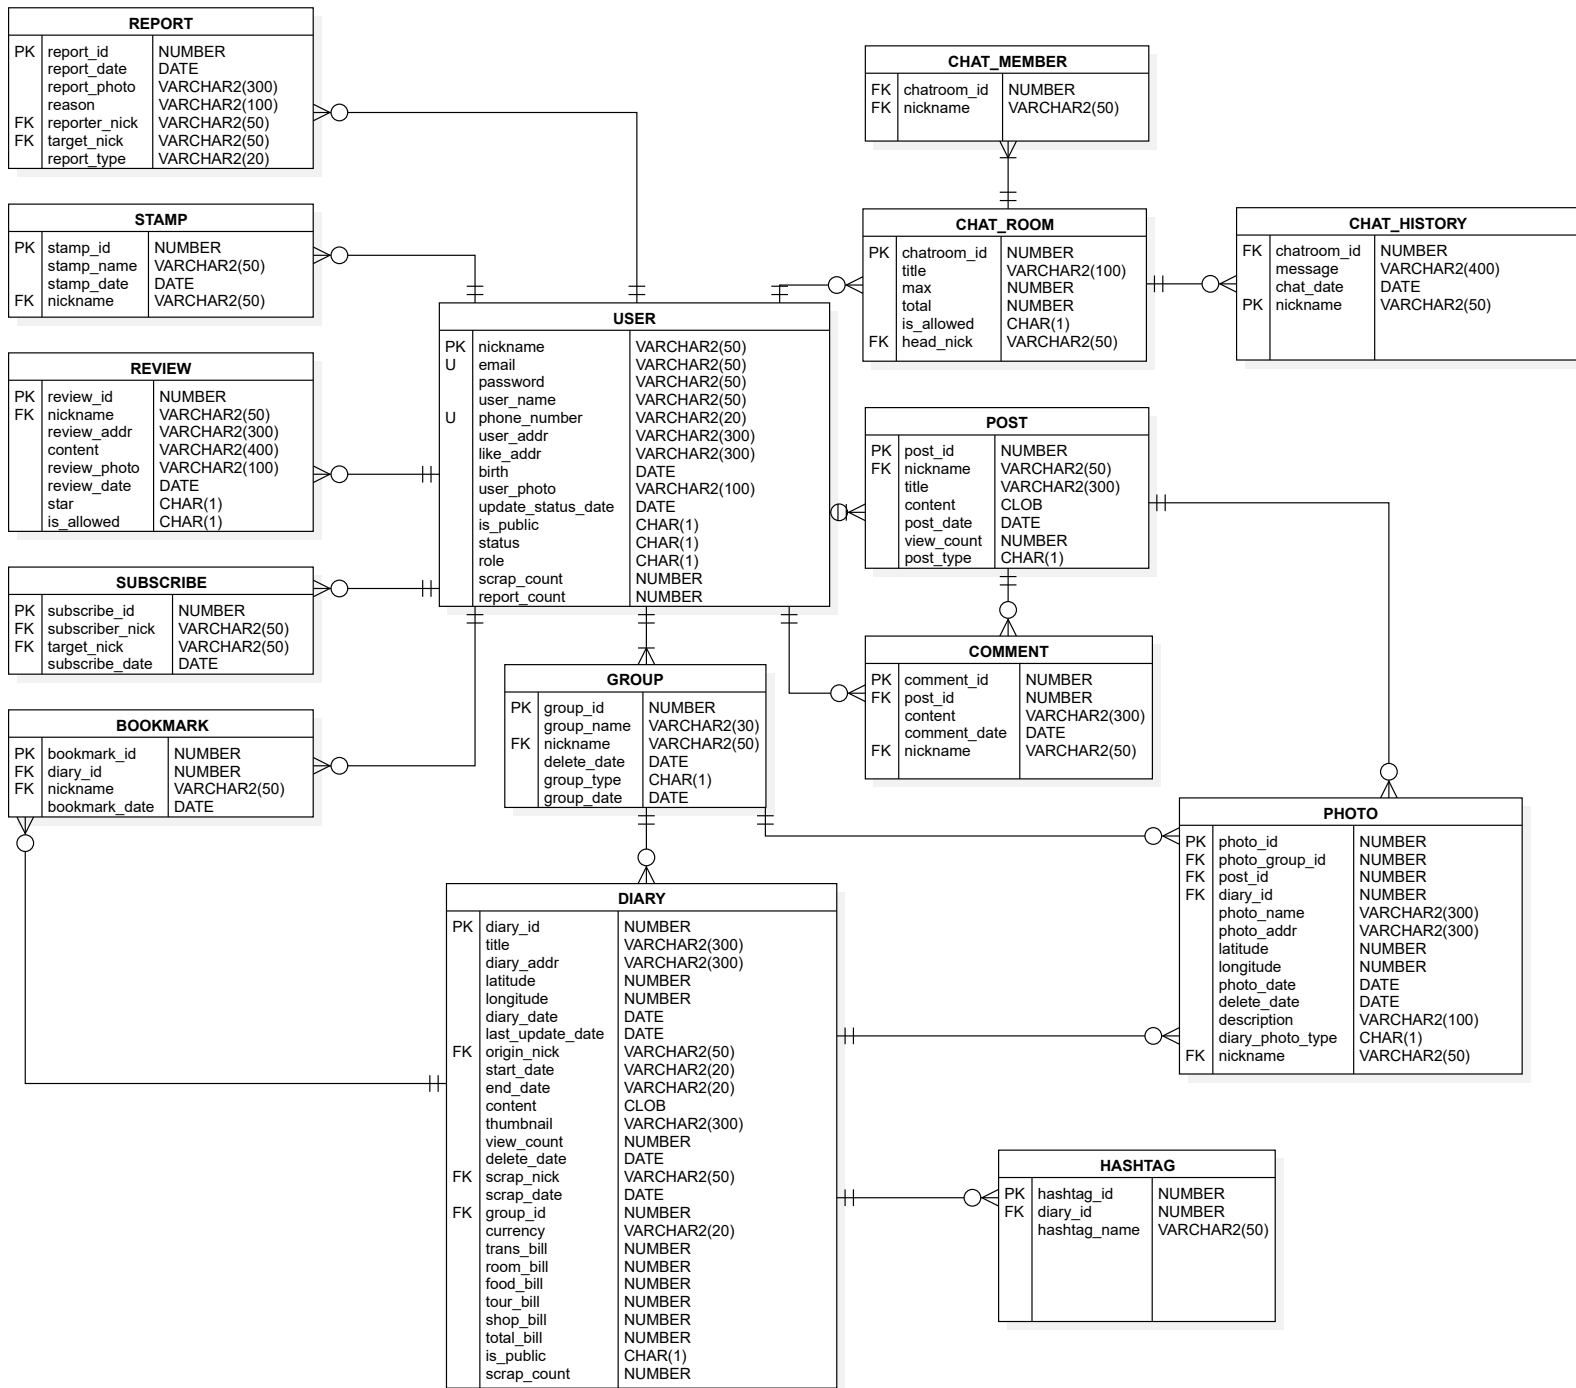 REPORT
PK report_id NUMBER
report_date DATE
report_photo VARCHAR2(300)
reason VARCHAR2(100)
FK reporter_nick VARCHAR2(50)
FK target_nick VARCHAR2(50)
report_type VARCHAR2(20)
CHAT_MEMBER
FK chatroom_id NUMBER
FK nickname VARCHAR2(50)
STAMP
PK stamp_id NUMBER
stamp_name VARCHAR2(50)
stamp_date DATE
FK nickname VARCHAR2(50)
CHAT_ROOM
PK chatroom_id NUMBER
title VARCHAR2(100)
max NUMBER
total NUMBER
is_allowed CHAR(1)
FK head_nick VARCHAR2(50)
CHAT_HISTORY
FK chatroom_id NUMBER
message VARCHAR2(400)
chat_date DATE
PK nickname VARCHAR2(50)
USER
PK nickname VARCHAR2(50)
U email VARCHAR2(50)
password VARCHAR2(50)
user_name VARCHAR2(50)
U phone_number VARCHAR2(20)
user_addr VARCHAR2(300)
like_addr VARCHAR2(300)
birth DATE
user_photo VARCHAR2(100)
update_status_date DATE
is_public CHAR(1)
status CHAR(1)
role CHAR(1)
scrap_count NUMBER
report_count NUMBER
REVIEW
PK review_id NUMBER
FK nickname VARCHAR2(50)
review_addr VARCHAR2(300)
content VARCHAR2(400)
review_photo VARCHAR2(100)
review_date DATE
star CHAR(1)
is_allowed CHAR(1)
POST
PK post_id NUMBER
FK nickname VARCHAR2(50)
title VARCHAR2(300)
content CLOB
post_date DATE
view_count NUMBER
post_type CHAR(1)
SUBSCRIBE
PK subscribe_id NUMBER
FK subscriber_nick VARCHAR2(50)
FK target_nick VARCHAR2(50)
subscribe_date DATE
COMMENT
PK comment_id NUMBER
FK post_id NUMBER
content VARCHAR2(300)
comment_date DATE
FK nickname VARCHAR2(50)
GROUP
PK group_id NUMBER
group_name VARCHAR2(30)
FK nickname VARCHAR2(50)
delete_date DATE
group_type CHAR(1)
group_date DATE
BOOKMARK
PK bookmark_id NUMBER
FK diary_id NUMBER
FK nickname VARCHAR2(50)
bookmark_date DATE
PHOTO
PK photo_id NUMBER
FK photo_group_id NUMBER
FK post_id NUMBER
FK diary_id NUMBER
photo_name VARCHAR2(300)
photo_addr VARCHAR2(300)
latitude NUMBER
longitude NUMBER
photo_date DATE
delete_date DATE
description VARCHAR2(100)
diary_photo_type CHAR(1)
FK nickname VARCHAR2(50)
DIARY
PK diary_id NUMBER
title VARCHAR2(300)
diary_addr VARCHAR2(300)
latitude NUMBER
longitude NUMBER
diary_date DATE
last_update_date DATE
FK origin_nick VARCHAR2(50)
start_date VARCHAR2(20)
end_date VARCHAR2(20)
content CLOB
thumbnail VARCHAR2(300)
view_count NUMBER
delete_date DATE
FK scrap_nick VARCHAR2(50)
scrap_date DATE
FK group_id NUMBER
currency VARCHAR2(20)
trans_bill NUMBER
room_bill NUMBER
food_bill NUMBER
tour_bill NUMBER
shop_bill NUMBER
total_bill NUMBER
is_public CHAR(1)
scrap_count NUMBER
HASHTAG
PK hashtag_id NUMBER
FK diary_id NUMBER
hashtag_name VARCHAR2(50)